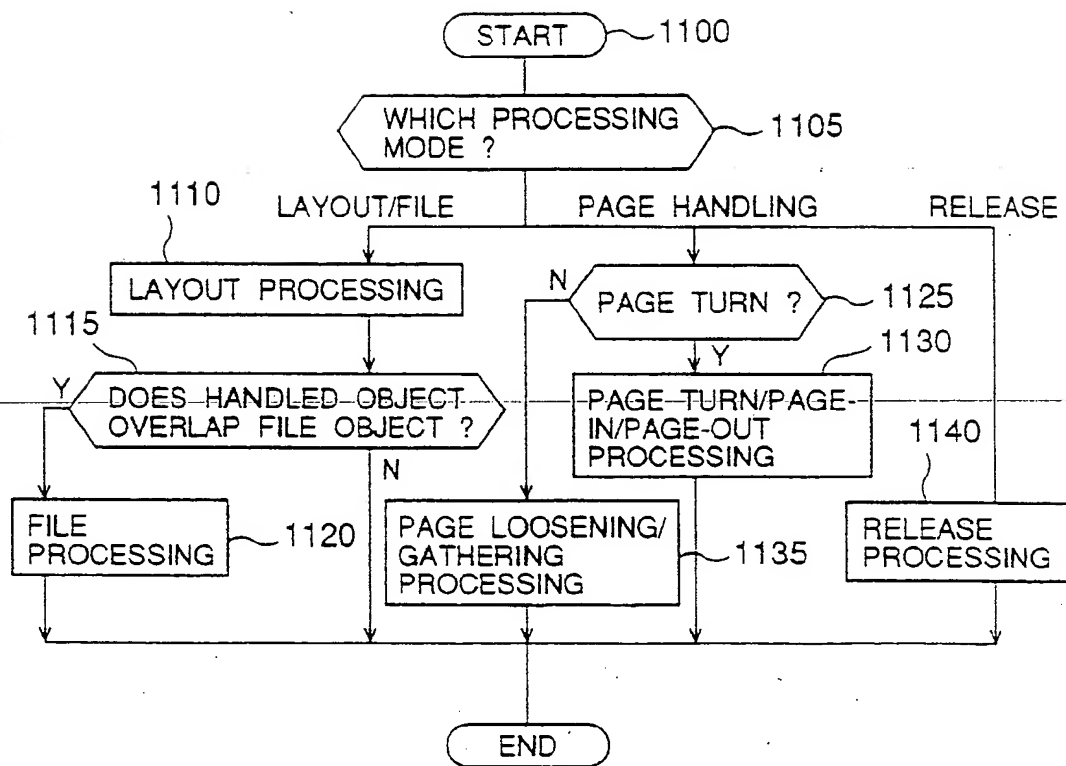 START
1100
WHICH PROCESSING
MODE ?
1105
1110
LAYOUT/FILE
PAGE HANDLING
RELEASE
LAYOUT PROCESSING
N
PAGE TURN ?
1125
1115
Y
1130
Y
DOES HANDLED OBJECT
OVERLAP FILE OBJECT ?
PAGE TURN/PAGE-
IN/PAGE-OUT
PROCESSING
1140
N
FILE
PROCESSING
1120
PAGE LOOSENING/
GATHERING
PROCESSING
1135
RELEASE
PROCESSING
END